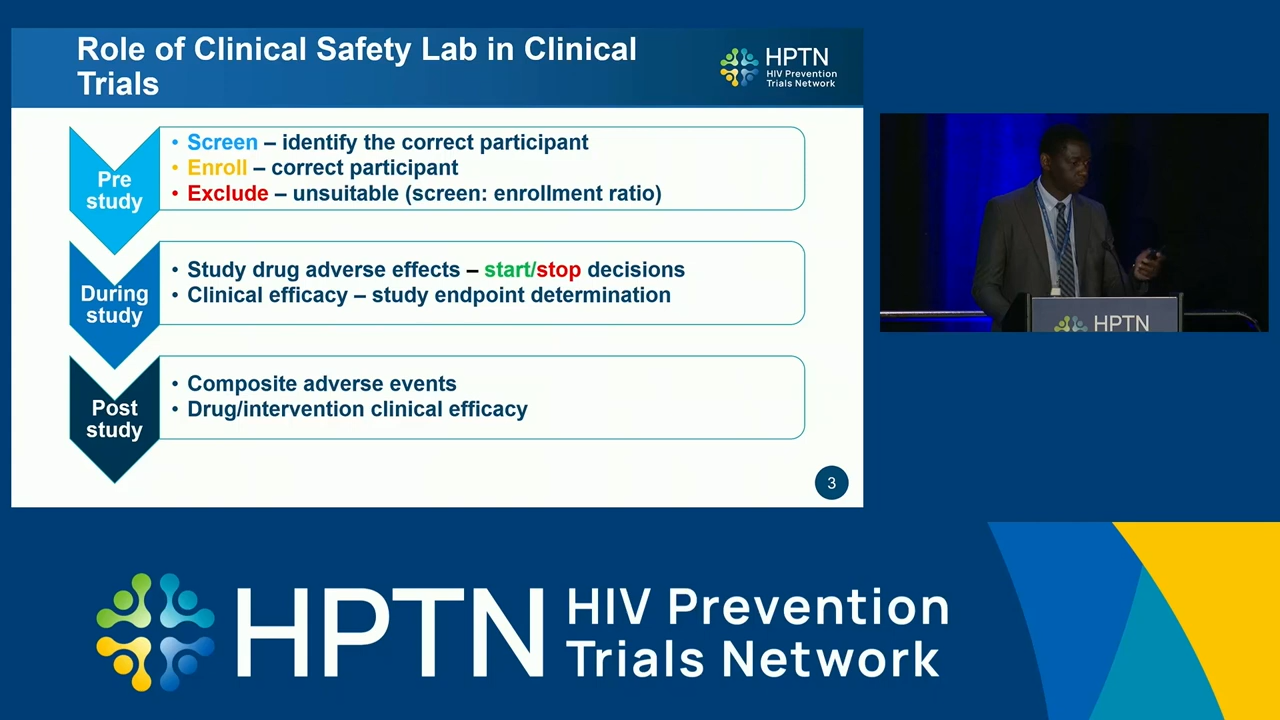 Role of Clinical Safety Lab in Clinical
Trials
HPTN
HIV Prevention
Trials Network
Pre
study
• Screen – identify the correct participant
• Enroll – correct participant
• Exclude – unsuitable (screen: enrollment ratio)
During
study
• Study drug adverse effects – start/stop decisions
• Clinical efficacy – study endpoint determination
Post
study
• Composite adverse events
• Drug/intervention clinical efficacy
3
HPTN
HPTN
HIV Prevention
Trials Network